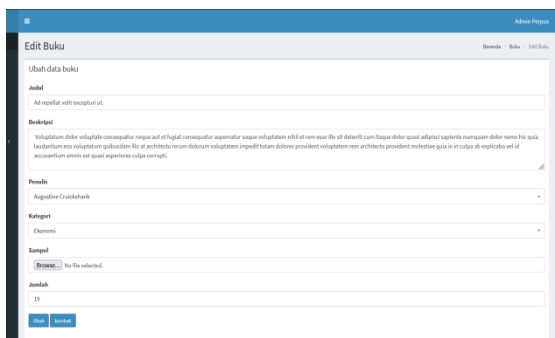 Admin Perpus
Edit Buku
Beranda > Buku > Edit Buku
Ubah data buku
Judul
Ad repellat velit excepturi ut.
Deskripsi
Voluptatum dolor voluptate consequatur neque aut et fugiat consequatur aspernatur eaque voluptatem nihil et rem esse illo sit deleniti cum itaque dolor quasi adipisci sapiente numquam dolor nemo hic quia
laudantium eos voluptatum quibusdam illo at architecto rerum dolorum voluptatem impedit totam dolores provident voluptatem rem architecto provident molestiae quia in in culpa ab explicabo vel id
accusantium omnis est quasi asperiores culpa corrupti.
Penulis
Augustine Cruickshank
Kategori
Ekonomi
Sampul
Browse... No file selected.
Jumlah
19
Ubah Kembali